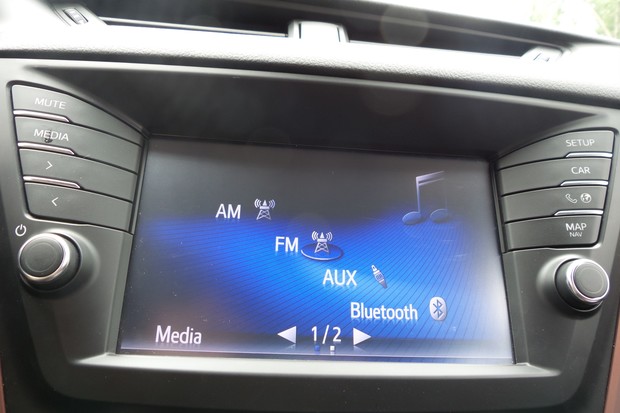 MUTE
MEDIA
>
<
AM
FM
AUX
Bluetooth
Media
◀ 1/2 ▶
SETUP
CAR
MAP
NAV